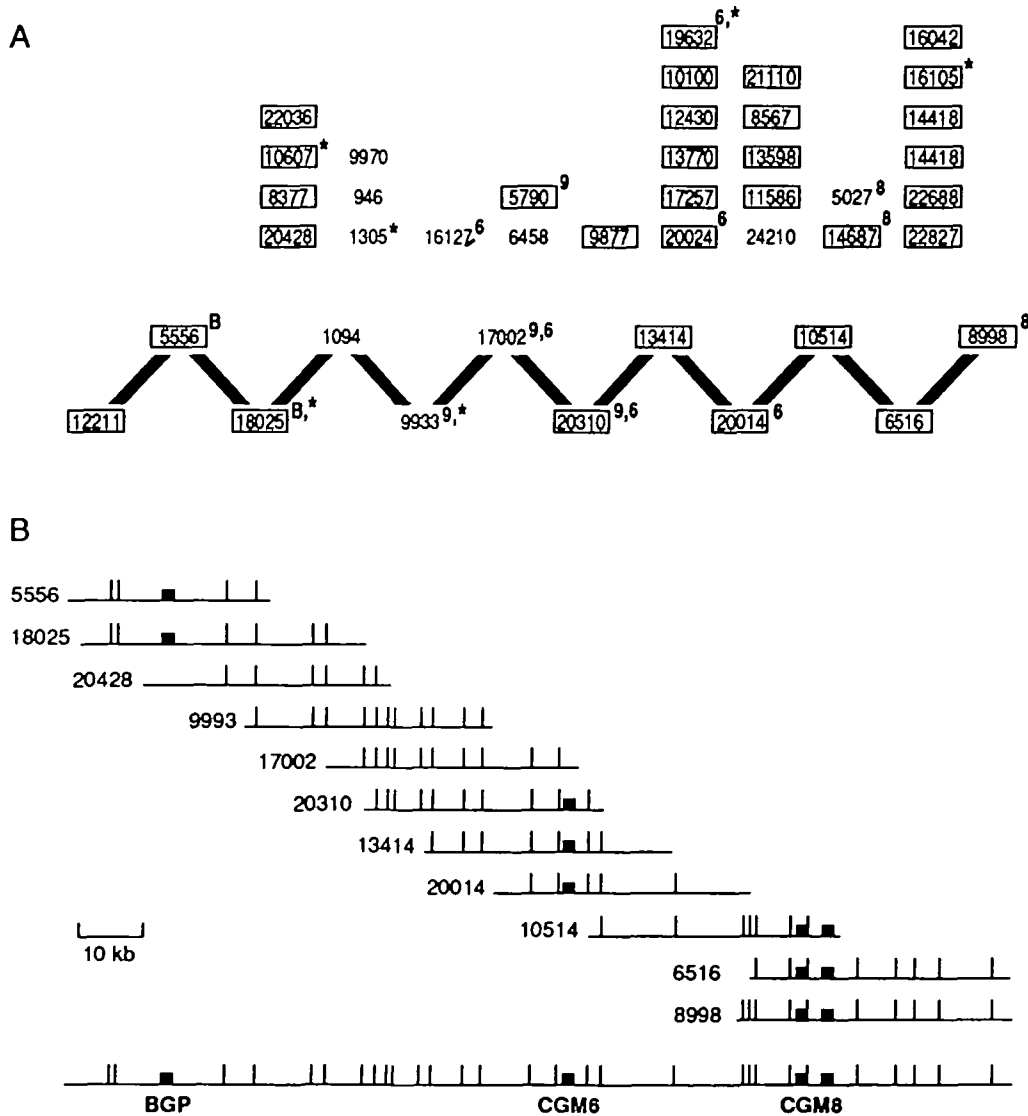 A
19632 6,* 16042
10100 21110 16105 *
22036 12430 8567 14418
10607 * 9970 13770 13598 14418
8377 946 5790 9 17257 11586 5027 8 22688
20428 1305 * 16127 6 6458 9877 20024 6 24210 14687 8 22827
5556 B 1094 17002 9,6 13414 10514 8998 8
12211 18025 B,* 9933 9,* 20310 9,6 20014 6 6516
B
5556
18025
20428
9993
17002
20310
13414
20014
10514
10 kb
6516
8998
BGP CGM6 CGM8